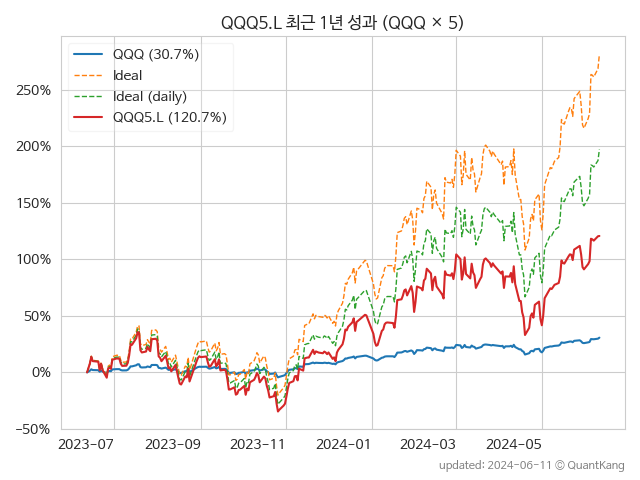 QQQ5.L 최근 1년 성과 (QQQ × 5)
QQQ (30.7%)
Ideal
Ideal (daily)
QQQ5.L (120.7%)
250%
200%
150%
100%
50%
0%
−50%
2023-07 2023-09 2023-11 2024-01 2024-03 2024-05
updated: 2024-06-11 © QuantKang